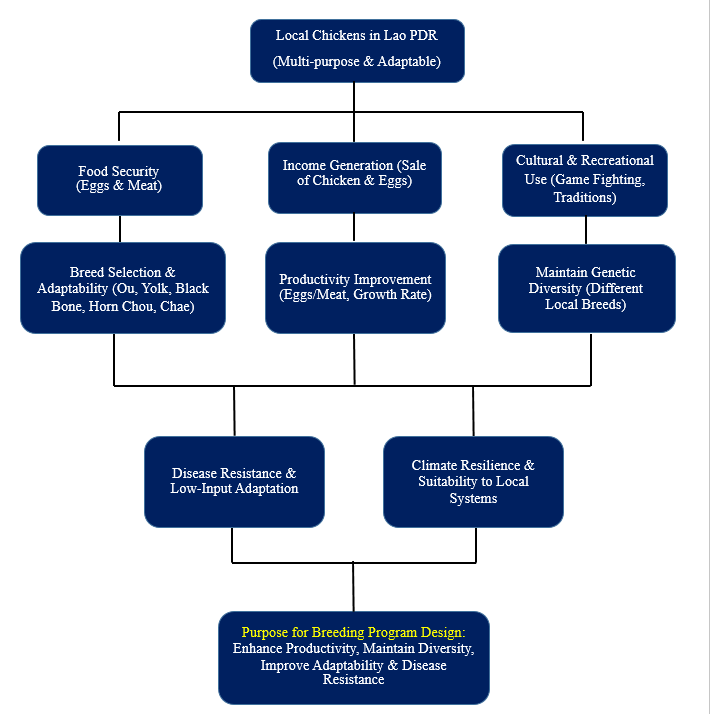 Local Chickens in Lao PDR
(Multi-purpose & Adaptable)
Food Security
(Eggs & Meat)
Income Generation (Sale
of Chicken & Eggs)
Cultural & Recreational
Use (Game Fighting,
Traditions)
Breed Selection &
Adaptability (Ou, Yolk, Black
Bone, Horn Chou, Chae)
Productivity Improvement
(Eggs/Meat, Growth Rate)
Maintain Genetic
Diversity (Different
Local Breeds)
Disease Resistance &
Low-Input Adaptation
Climate Resilience &
Suitability to Local
Systems
Purpose for Breeding Program Design:
Enhance Productivity, Maintain Diversity,
Improve Adaptability & Disease
Resistance